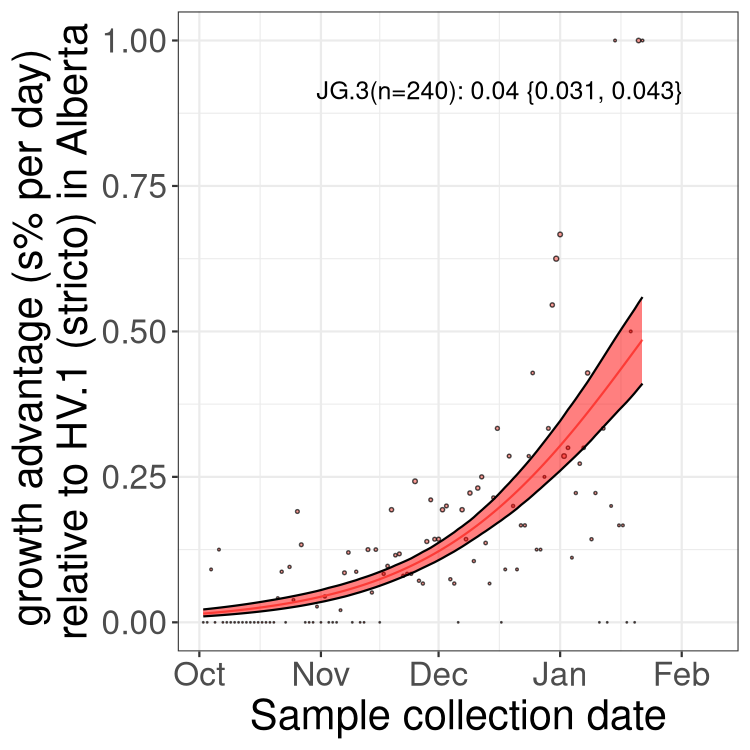 growth advantage (s% per day)
relative to HV.1 (stricto) in Alberta
1.00
0.75
0.50
0.25
0.00
JG.3(n=240): 0.04 {0.031, 0.043}
Oct Nov Dec Jan Feb
Sample collection date